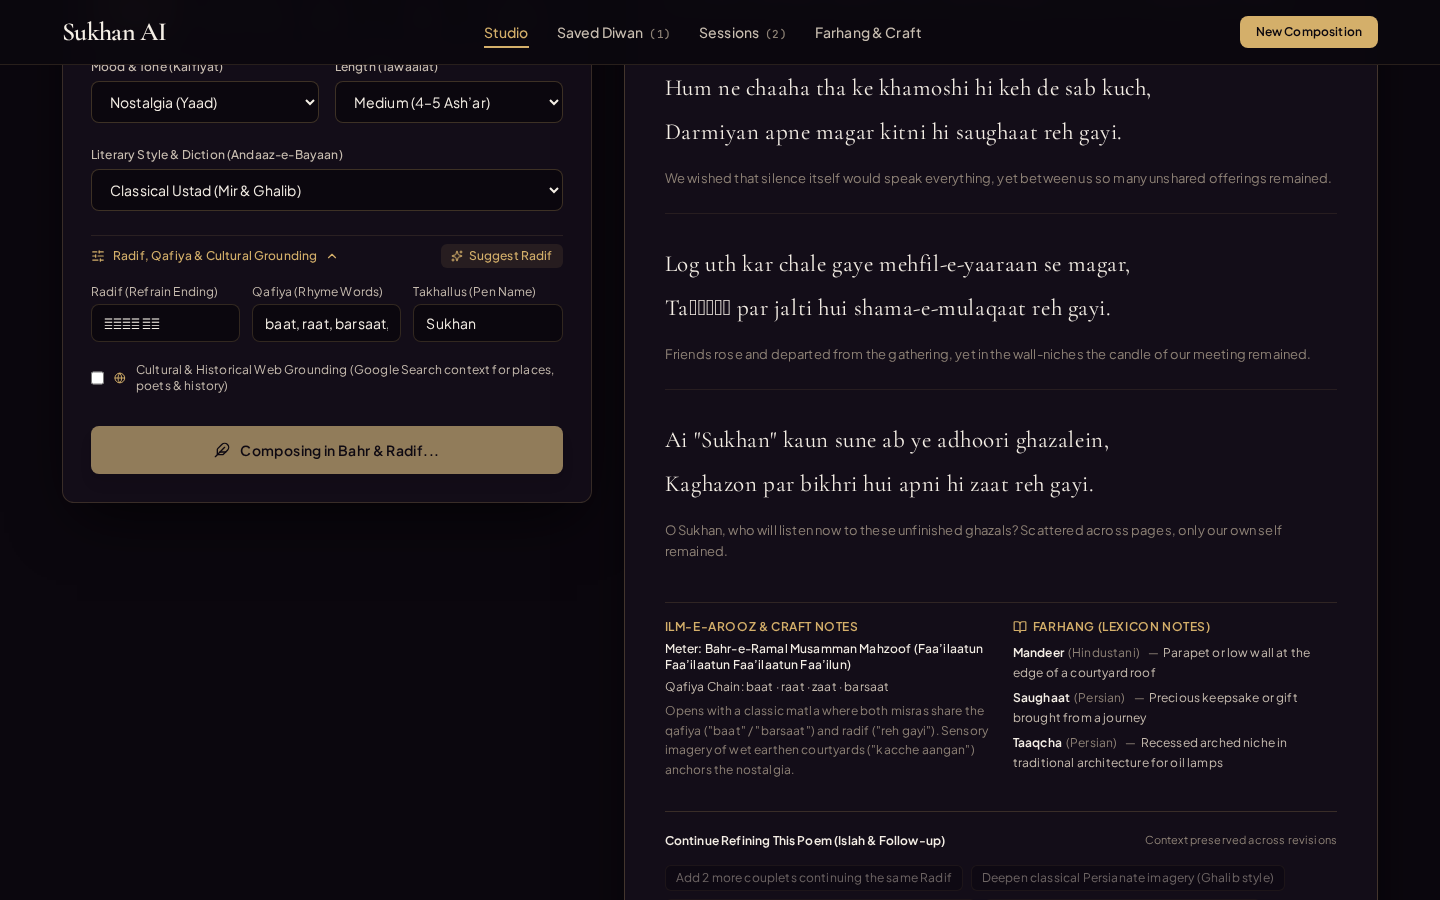 Sukhan AI
Studio
Saved Diwan (1)
Sessions (2)
Farhang & Craft
New Composition
Mood & Tone (Kaifiyat)
Length (Tawaalat)
Nostalgia (Yaad)
Medium (4–5 Ash'ar)
Literary Style & Diction (Andaaz-e-Bayaan)
Classical Ustad (Mir & Ghalib)
Radif, Qafiya & Cultural Grounding
Suggest Radif
Radif (Refrain Ending)
Qafiya (Rhyme Words)
Takhallus (Pen Name)
baat, raat, barsaat,
Sukhan
Cultural & Historical Web Grounding (Google Search context for places,
poets & history)
Composing in Bahr & Radif...
Hum ne chaaha tha ke khamoshi hi keh de sab kuch,
Darmiyan apne magar kitni hi saughaat reh gayi.
We wished that silence itself would speak everything, yet between us so many unshared offerings remained.
Log uth kar chale gaye mehfil-e-yaaraan se magar,
par jalti hui shama-e-mulaqaat reh gayi.
Friends rose and departed from the gathering, yet in the wall-niches the candle of our meeting remained.
Ai "Sukhan" kaun sune ab ye adhoori ghazalein,
Kaghazon par bikhri hui apni hi zaat reh gayi.
O Sukhan, who will listen now to these unfinished ghazals? Scattered across pages, only our own self
remained.
ILM-E-AROOZ & CRAFT NOTES
Meter: Bahr-e-Ramal Musamman Mahzoof (Faa'ilaatun
Faa'ilaatun Faa'ilaatun Faa'ilun)
Qafiya Chain: baat · raat · zaat · barsaat
Opens with a classic matla where both misras share the
qafiya ("baat" / "barsaat") and radif ("reh gayi"). Sensory
imagery of wet earthen courtyards ("kacche aangan")
anchors the nostalgia.
FARHANG (LEXICON NOTES)
Mandeer (Hindustani) — Parapet or low wall at the
edge of a courtyard roof
Saughaat (Persian) — Precious keepsake or gift
brought from a journey
Taaqcha (Persian) — Recessed arched niche in
traditional architecture for oil lamps
Continue Refining This Poem (Islah & Follow-up)
Context preserved across revisions
Add 2 more couplets continuing the same Radif
Deepen classical Persianate imagery (Ghalib style)